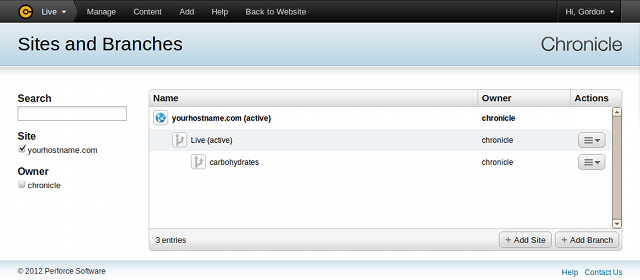 Live Manage Content Add Help Back to Website Hi, Gordon
Sites and Branches Chronicle
Search
Site
yourhostname.com
Owner
chronicle
Name Owner Actions
yourhostname.com (active) chronicle
Live (active) chronicle
carbohydrates chronicle
3 entries + Add Site + Add Branch
© 2012 Perforce Software Help Contact Us